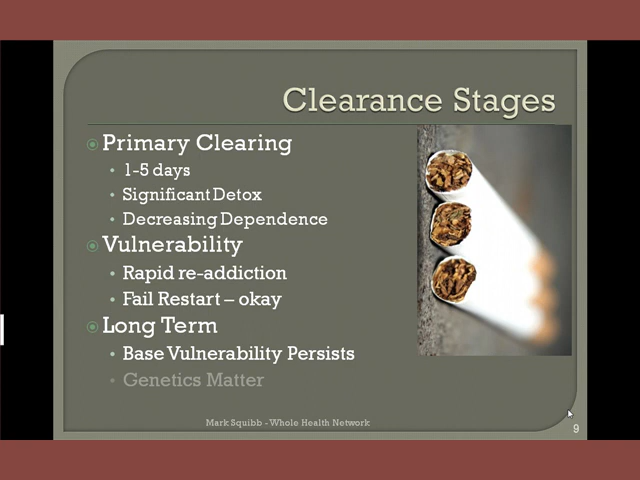 Clearance Stages
Primary Clearing
1-5 days
Significant Detox
Decreasing Dependence
Vulnerability
Rapid re-addiction
Fail Restart – okay
Long Term
Base Vulnerability Persists
Genetics Matter
Mark Squibb - Whole Health Network
9